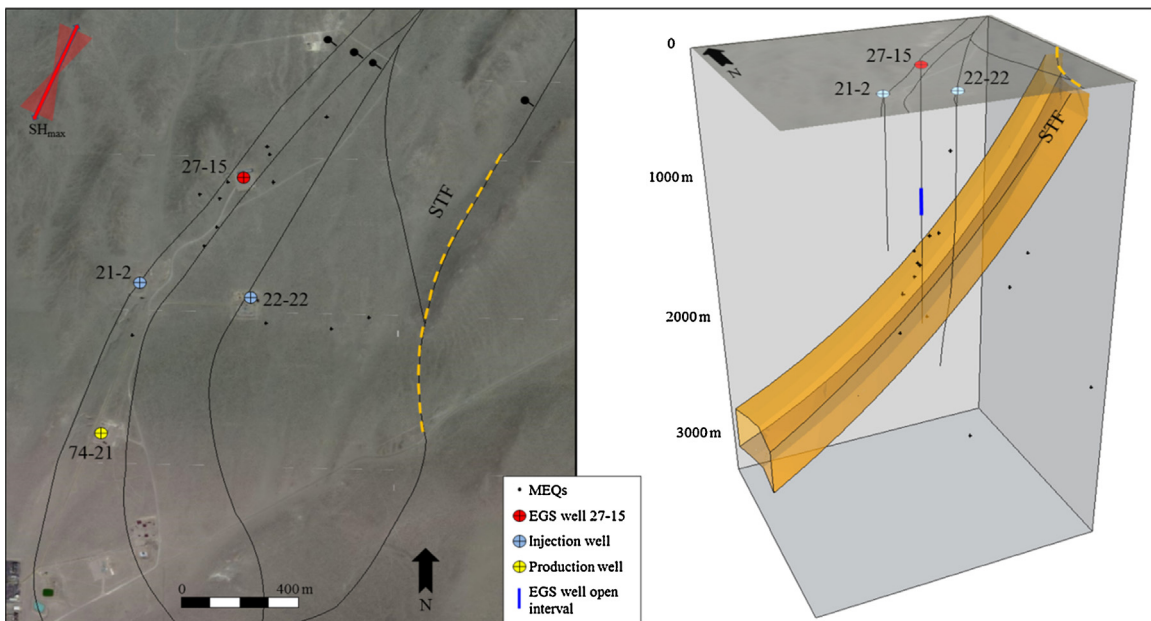 SHmax
27-15
STF
21-2
22-22
74-21
0
400 m
N
MEQs
EGS well 27-15
Injection well
Production well
EGS well open
interval
0
N
27-15
21-2
22-22
STF
1000 m
2000 m
3000 m